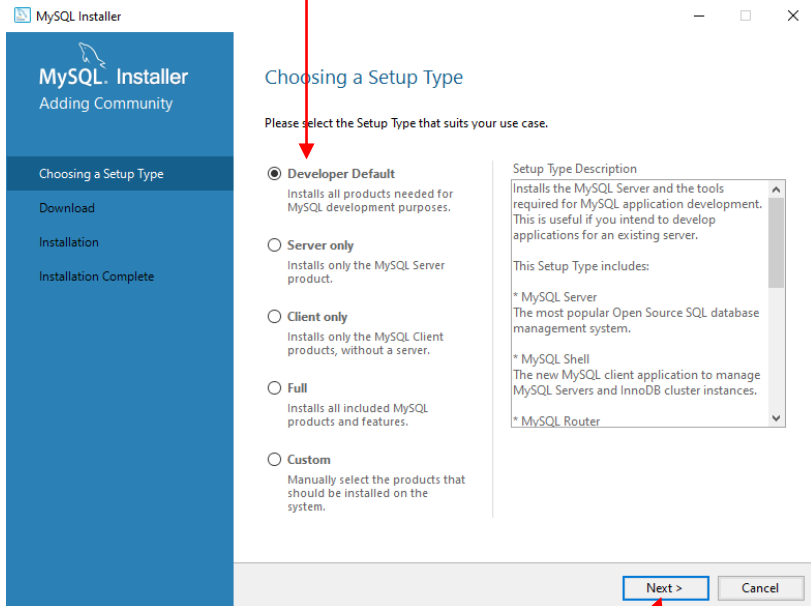 MySQL Installer
MySQL. Installer
Adding Community
Choosing a Setup Type
Download
Installation
Installation Complete
Choosing a Setup Type
Please select the Setup Type that suits your use case.
Developer Default
Installs all products needed for
MySQL development purposes.
Server only
Installs only the MySQL Server
product.
Client only
Installs only the MySQL Client
products, without a server.
Full
Installs all included MySQL
products and features.
Custom
Manually select the products that
should be installed on the
system.
Setup Type Description
Installs the MySQL Server and the tools
required for MySQL application development.
This is useful if you intend to develop
applications for an existing server.
This Setup Type includes:
* MySQL Server
The most popular Open Source SQL database
management system.
* MySQL Shell
The new MySQL client application to manage
MySQL Servers and InnoDB cluster instances.
* MySQL Router
Next >
Cancel